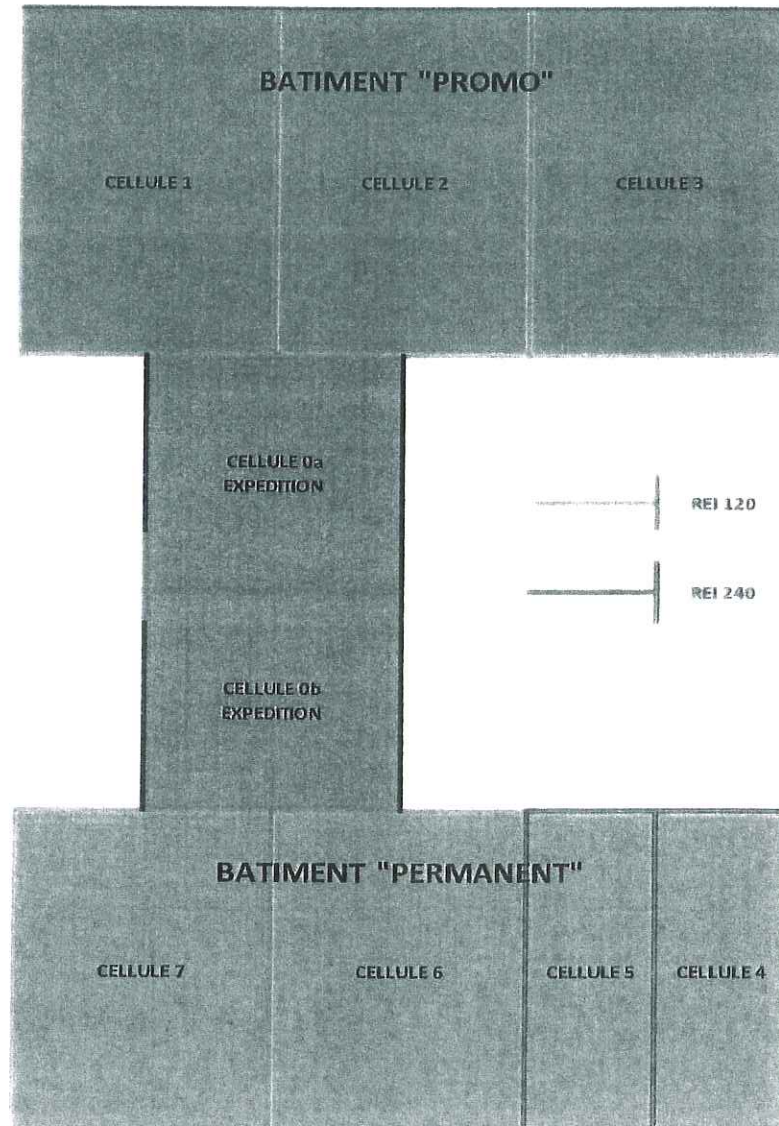 BATIMENT "PROMO"
CELLULE 1
CELLULE 2
CELLULE 3
CELLULE 0a
EXPEDITION
REI 120
REI 240
CELLULE 0b
EXPEDITION
BATIMENT "PERMANENT"
CELLULE 7
CELLULE 6
CELLULE 5
CELLULE 4